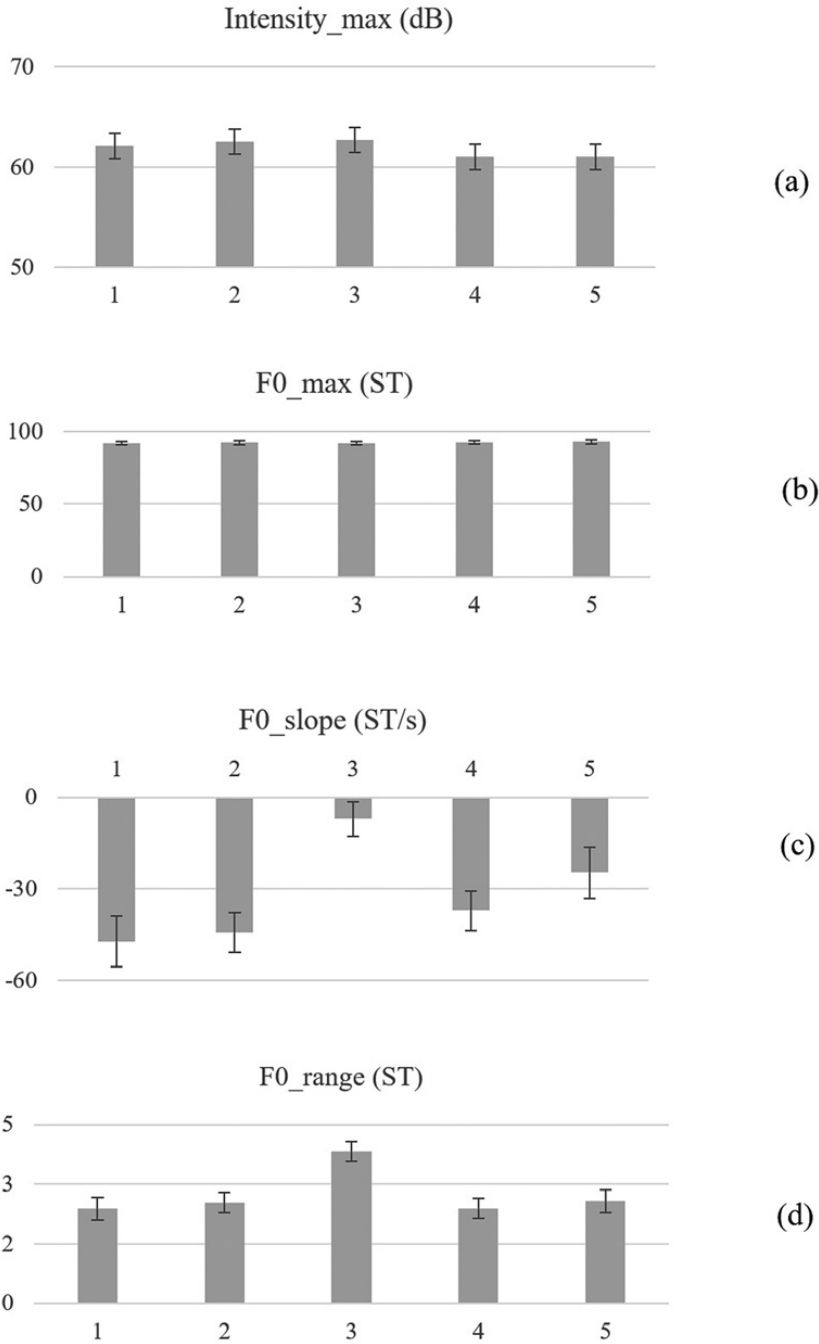 Intensity_max (dB)
70
60
50
1 2 3 4 5
(a)
F0_max (ST)
100
50
0
1 2 3 4 5
(b)
F0_slope (ST/s)
1 2 3 4 5
0
-30
-60
(c)
F0_range (ST)
5
3
2
0
1 2 3 4 5
(d)